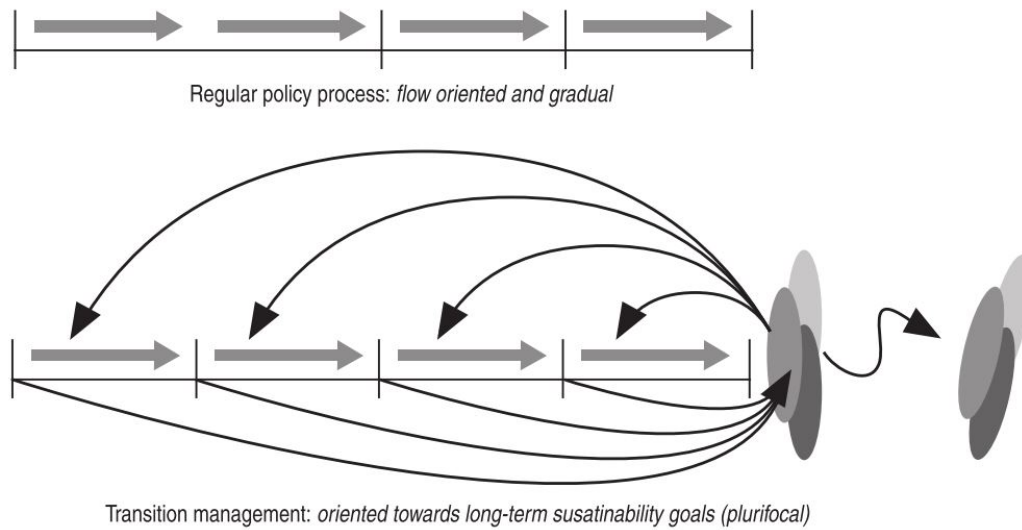 Regular policy process: flow oriented and gradual
Transition management: oriented towards long-term susatinability goals (plurifocal)